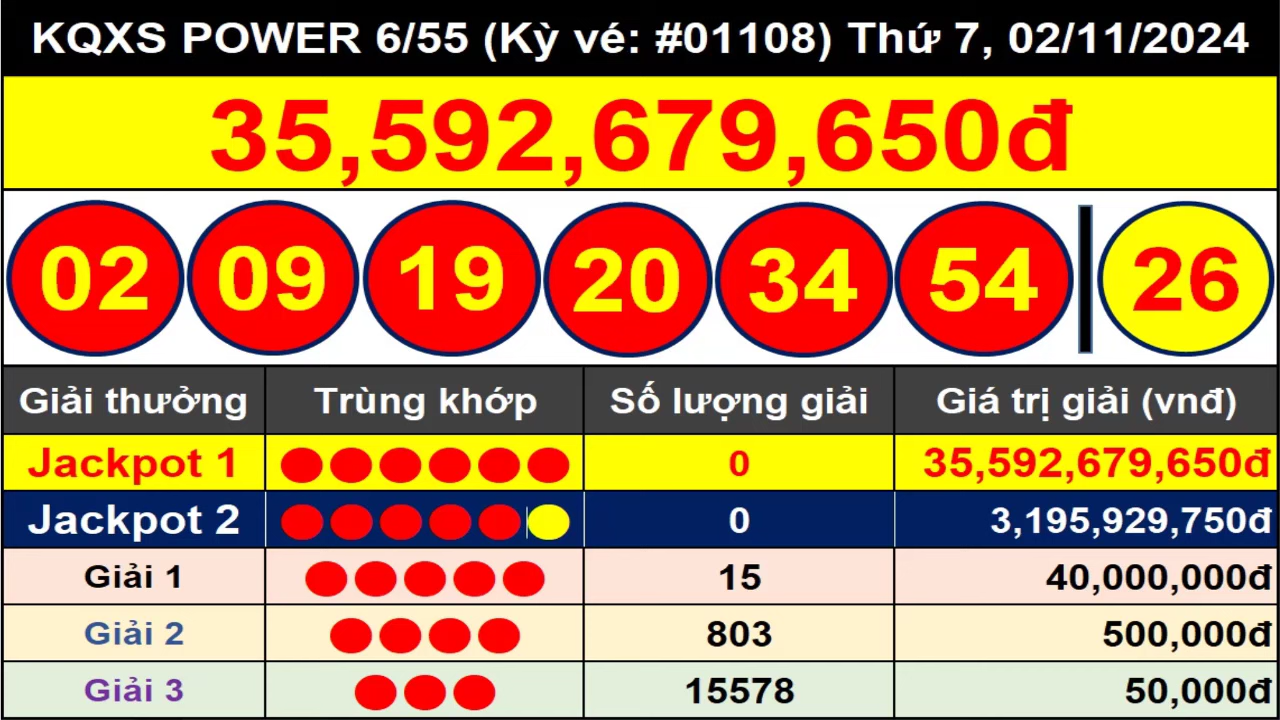 KQXS POWER 6/55 (Kỳ vé: #01108) Thứ 7, 02/11/2024
35,592,679,650đ
02 09 19 20 34 54 26
Giải thưởng Trùng khớp Số lượng giải Giá trị giải (vnđ)
Jackpot 1 0 35,592,679,650đ
Jackpot 2 0 3,195,929,750đ
Giải 1 15 40,000,000đ
Giải 2 803 500,000đ
Giải 3 15578 50,000đ